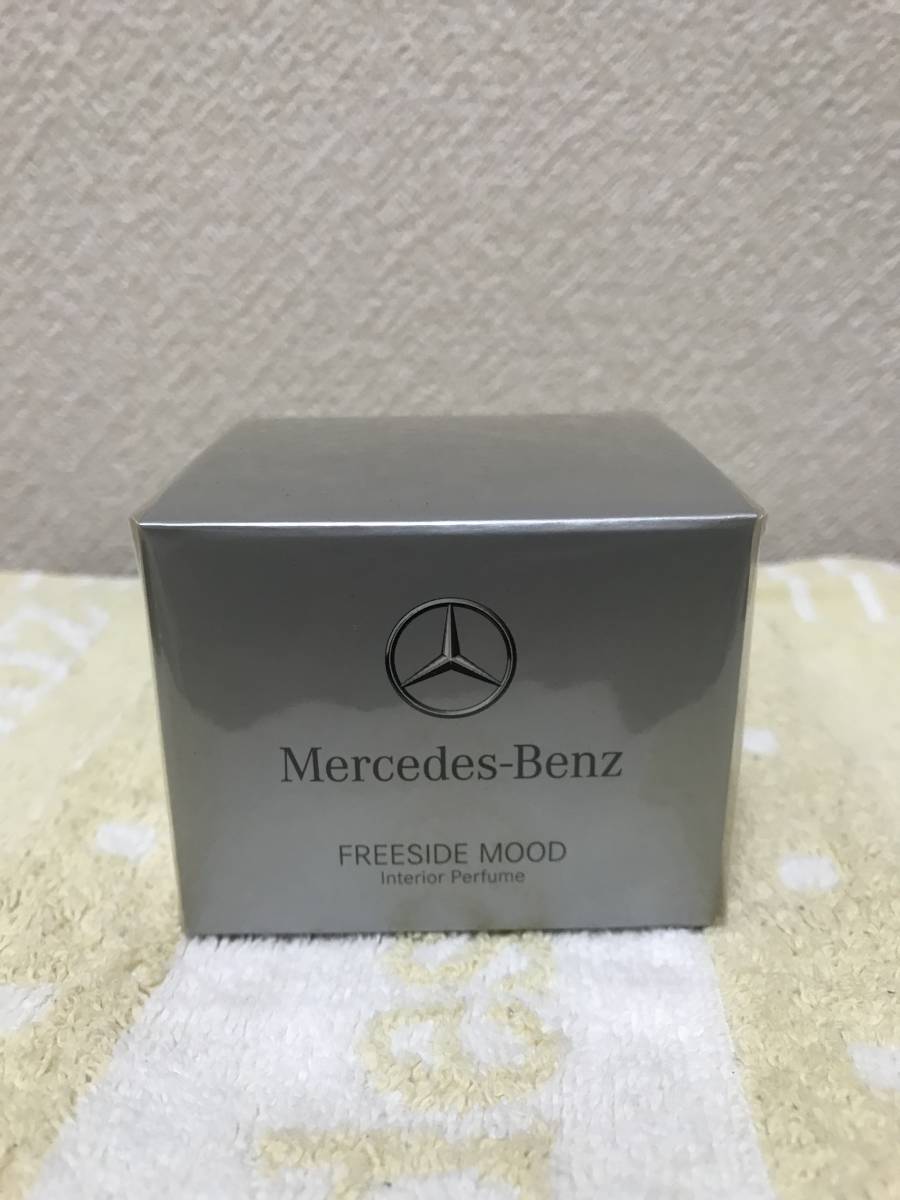 Mercedes-Benz
FREESIDE MOOD
Interior Perfume